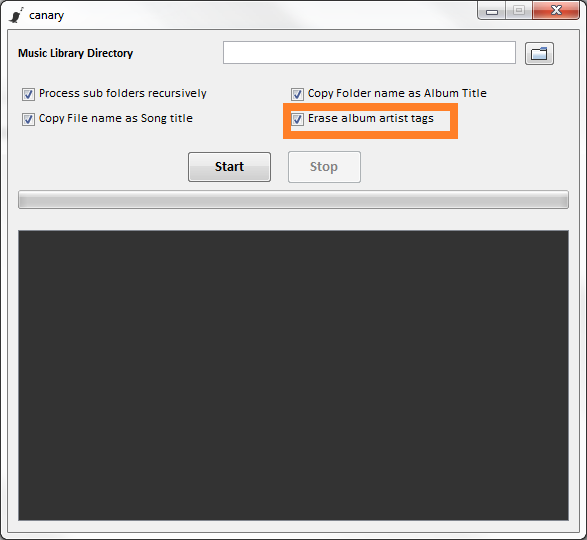 canary
Music Library Directory
Process sub folders recursively
Copy Folder name as Album Title
Copy File name as Song title
Erase album artist tags
Start
Stop